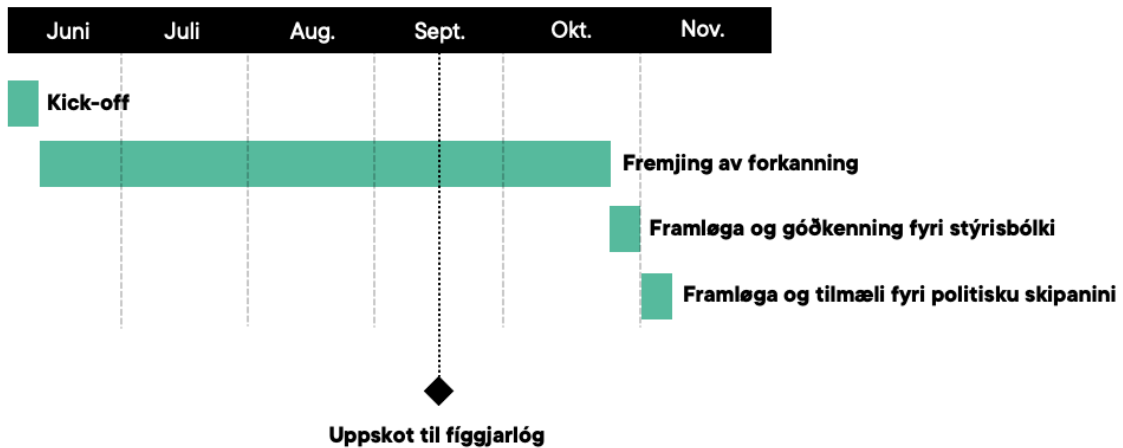 Juni Juli Aug. Sept. Okt. Nov.
Kick-off
Fremjing av forkanning
Framløga og góðkenning fyri stýrisbólki
Framløga og tilmæli fyri politisku skipanini
Uppskot til fíggjarlóg